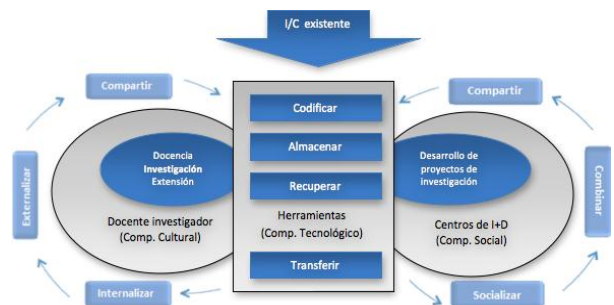 I/C existente
Compartir
Compartir
Codificar
Almacenar
Recuperar
Herramientas
(Comp. Tecnológico)
Transferir
Docencia
Investigación
Extensión
Docente investigador
(Comp. Cultural)
Desarrollo de
proyectos de
investigación
Centros de I+D
(Comp. Social)
Externalizar
Combinar
Internalizar
Socializar